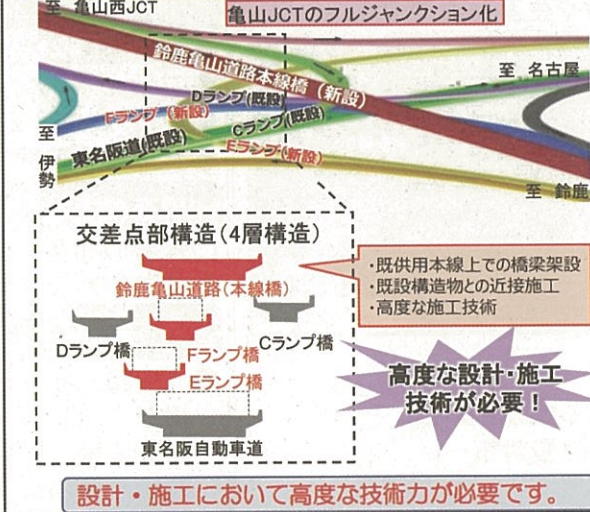 至 亀山西JCT
亀山JCTのフルジャンクション化
鈴鹿亀山道路本線橋（新設）
至 名古屋
Dランプ(既設)
Fランプ（新設）
Cランプ(既設)
至 伊勢
東名阪道(既設)
Eランプ(新設)
至 鈴鹿
交差点部構造（4層構造）
鈴鹿亀山道路（本線橋）
Dランプ橋
Cランプ橋
Fランプ橋
Eランプ橋
東名阪自動車道
・既供用本線上での橋梁架設
・既設構造物との近接施工
・高度な施工技術
高度な設計・施工
技術が必要！
設計・施工において高度な技術力が必要です。